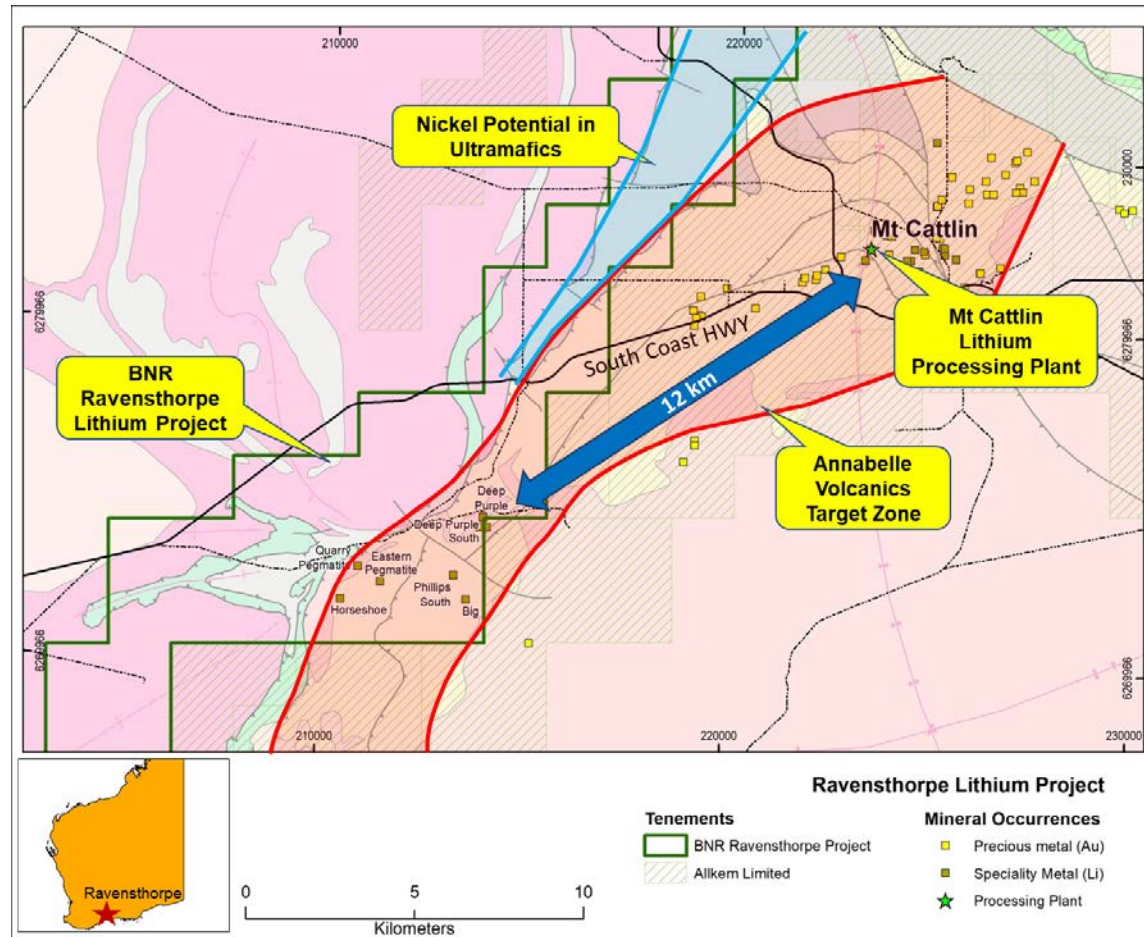 210000
220000
Nickel Potential in
Ultramafics
230000
Mt Cattlin
6279966
6279966
South Coast HWY
Mt Cattlin
Lithium
Processing Plant
BNR
Ravensthorpe
Lithium Project
12 km
Annabelle
Volcanics
Target Zone
Deep
Purple
Deep Purple
South
Quarry
Pegmatite
Eastern
Pegmatite
Phillips
South
Horseshoe
Big
6269966
6269966
210000
220000
230000
Ravensthorpe Lithium Project
Tenements
BNR Ravensthorpe Project
Allkem Limited
Mineral Occurrences
Precious metal (Au)
Speciality Metal (Li)
Processing Plant
Ravensthorpe
0
5
10
Kilometers